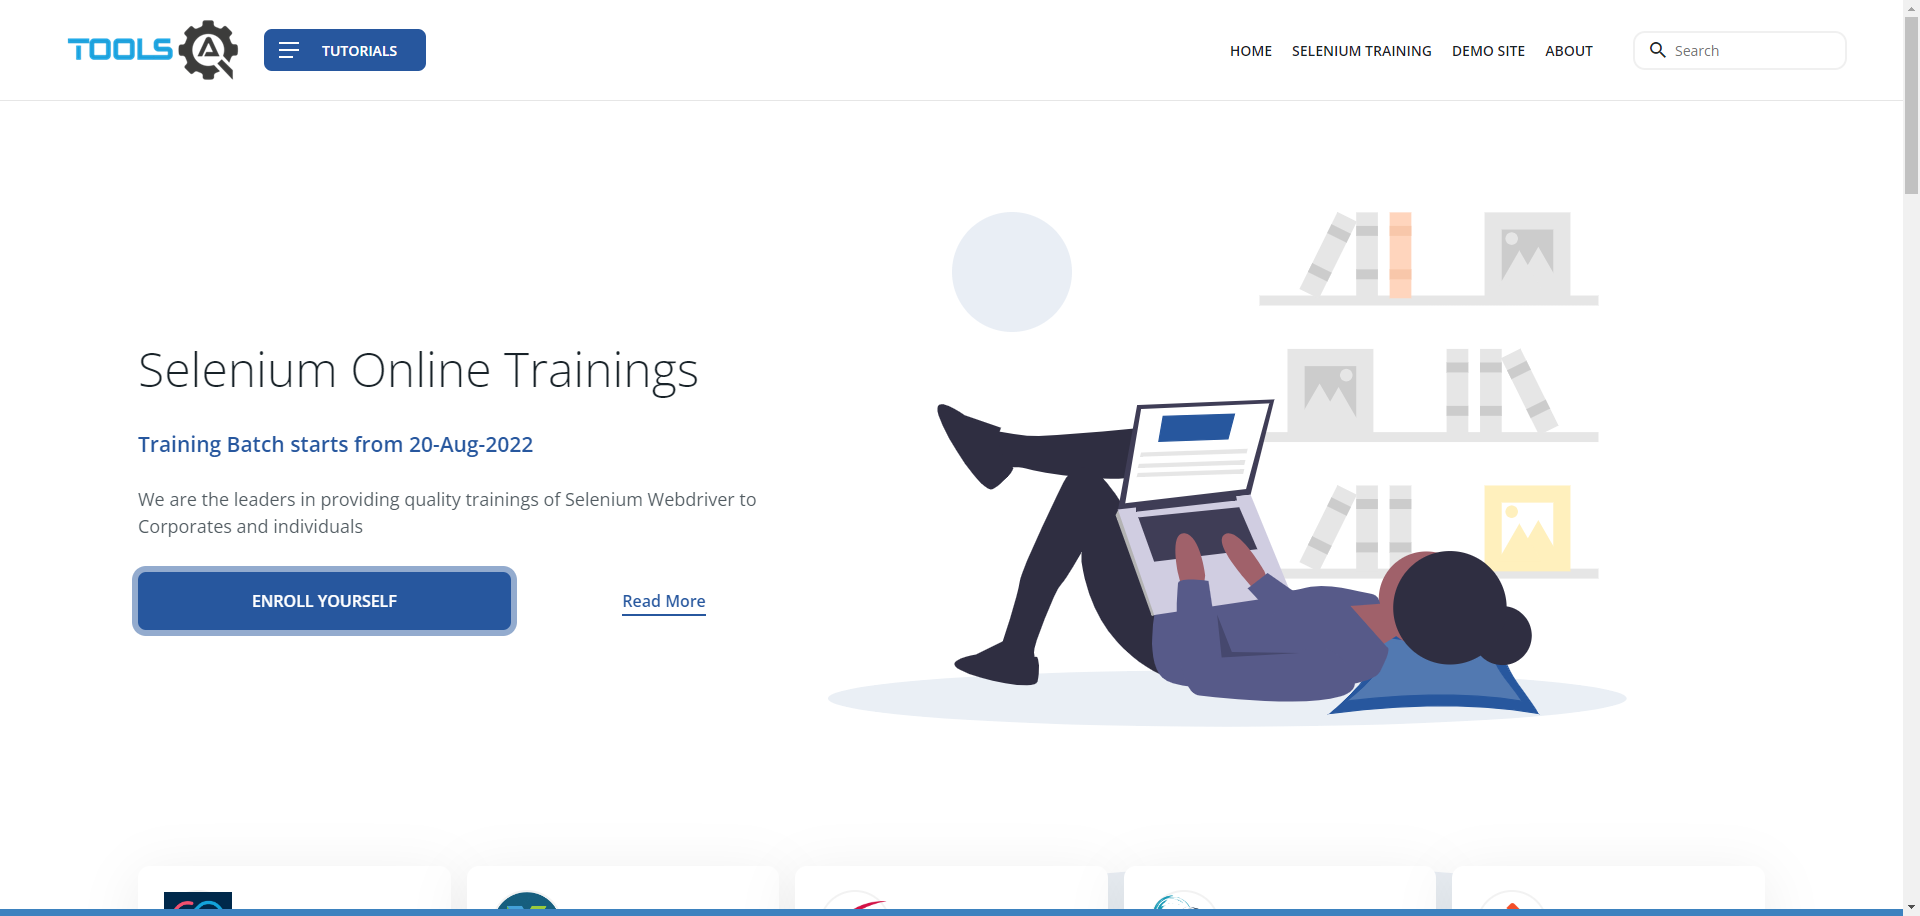 TOOLS QA
TUTORIALS
HOME SELENIUM TRAINING DEMO SITE ABOUT
Search
Selenium Online Trainings
Training Batch starts from 20-Aug-2022
We are the leaders in providing quality trainings of Selenium Webdriver to
Corporates and individuals
ENROLL YOURSELF
Read More